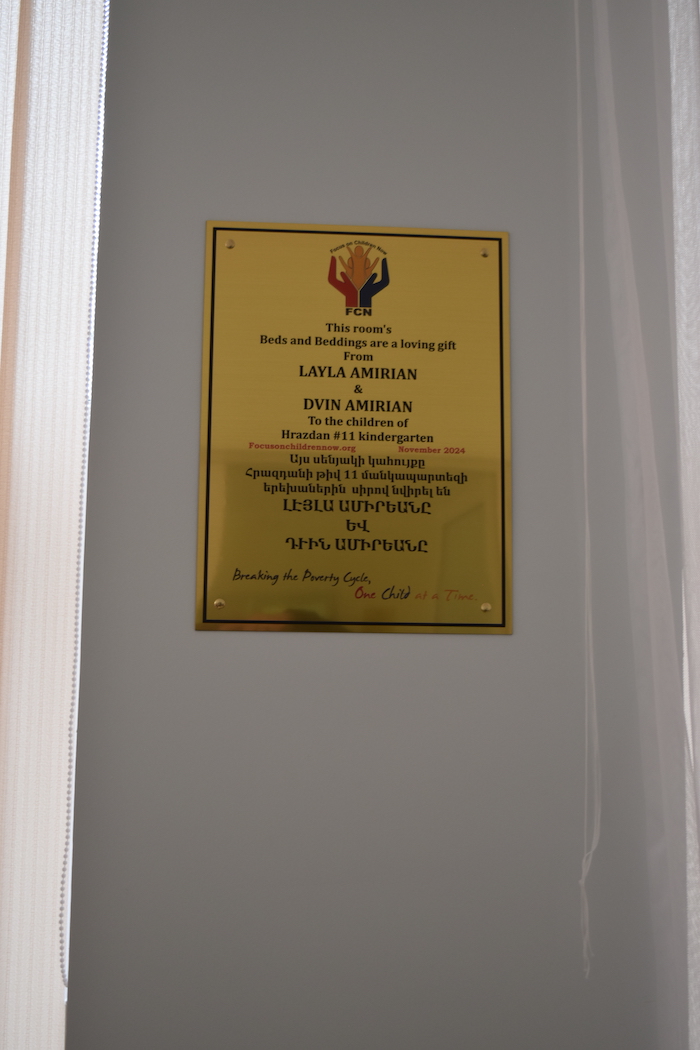 Focus on Children Now
FCN
This room's
Beds and Beddings are a loving gift
From
LAYLA AMIRIAN
&
DVIN AMIRIAN
To the children of
Hrazdan #11 kindergarten
Focusonchildrennow.org November 2024
Այս սենյակի կահույքը
Հրազդանի թիվ 11 մանկապարտեզի
երեխաներին սիրով նվիրել են
ԼԷՅԼԱ ԱՄԻՐԵԱՆԸ
ԵՎ
ԴՒԻՆ ԱՄԻՐԵԱՆԸ
Breaking the Poverty Cycle,
One Child at a Time.